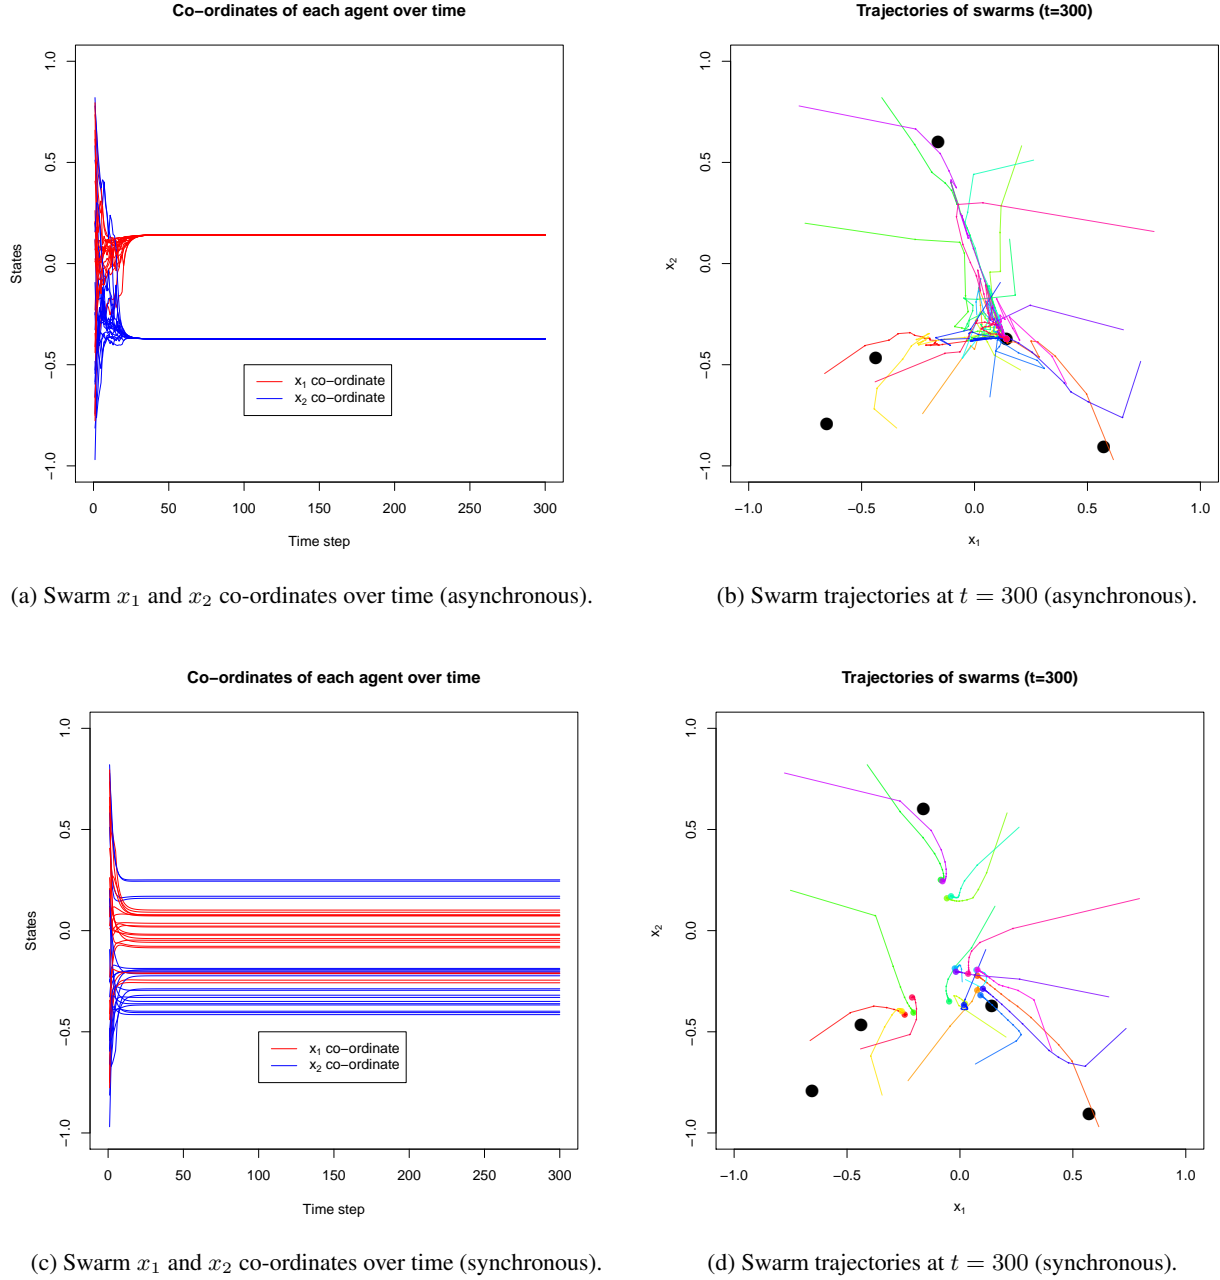 Co−ordinates of each agent over time
States
1.0
0.5
0.0
−0.5
−1.0
x1 co−ordinate
x2 co−ordinate
0 50 100 150 200 250 300
Time step
Trajectories of swarms (t=300)
x2
1.0
0.5
0.0
−0.5
−1.0
−1.0 −0.5 0.0 0.5 1.0
x1
(a) Swarm x1 and x2 co-ordinates over time (asynchronous).
(b) Swarm trajectories at t = 300 (asynchronous).
Co−ordinates of each agent over time
States
1.0
0.5
0.0
−0.5
−1.0
x1 co−ordinate
x2 co−ordinate
0 50 100 150 200 250 300
Time step
Trajectories of swarms (t=300)
x2
1.0
0.5
0.0
−0.5
−1.0
−1.0 −0.5 0.0 0.5 1.0
x1
(c) Swarm x1 and x2 co-ordinates over time (synchronous).
(d) Swarm trajectories at t = 300 (synchronous).